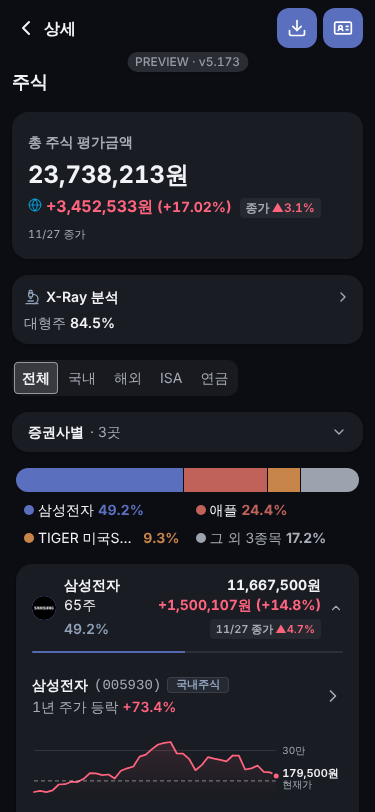 상세
PREVIEW · v5.173
주식
총 주식 평가금액
23,738,213원
+3,452,533원 (+17.02%) 종가 ▲3.1%
11/27 종가
X-Ray 분석
대형주 84.5%
전체 국내 해외 ISA 연금
증권사별 · 3곳
삼성전자 49.2% 애플 24.4%
TIGER 미국S... 9.3% 그 외 3종목 17.2%
삼성전자 11,667,500원
SAMSUNG 65주 +1,500,107원 (+14.8%)
49.2% 11/27 종가 ▲4.7%
삼성전자 (005930) 국내주식
1년 주가 등락 +73.4%
30만
179,500원
현재가